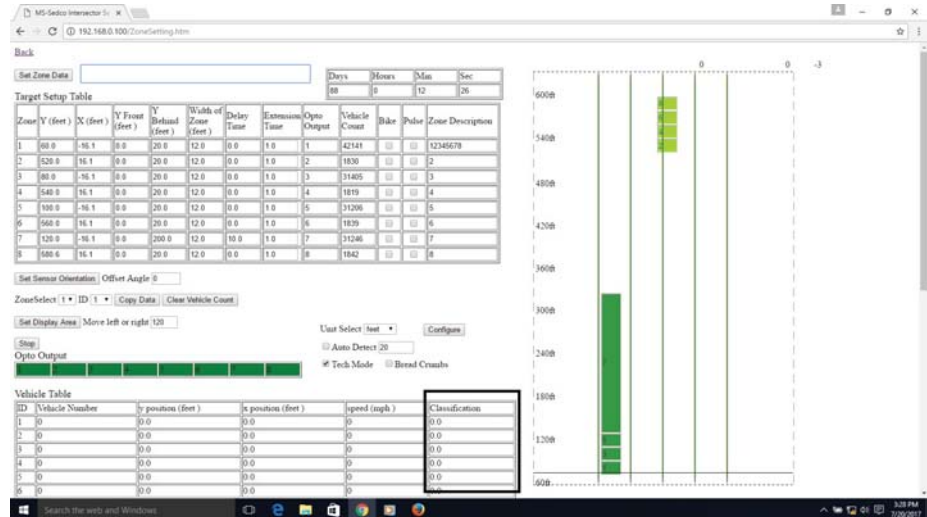 MS-Sedco Intersector Se
192.168.0.100/ZoneSetting.htm
Back
Set Zone Data
Days Hours Min Sec
88 0 12 26
Target Setup Table
Zone Y (feet) X (feet) Y Front (feet) Y Behind (feet) Width of Zone (feet) Delay Time Extension Time Opto Output Vehicle Count Bike Pulse Zone Description
1 60.0 -16.1 0.0 20.0 12.0 0.0 1.0 1 42141 12345678
2 520.0 16.1 0.0 20.0 12.0 0.0 1.0 2 1830 2
3 80.0 -16.1 0.0 20.0 12.0 0.0 1.0 3 31405 3
4 540.0 16.1 0.0 20.0 12.0 0.0 1.0 4 1819 4
5 100.0 -16.1 0.0 20.0 12.0 0.0 1.0 5 31206 5
6 560.0 16.1 0.0 20.0 12.0 0.0 1.0 6 1839 6
7 120.0 -16.1 0.0 200.0 12.0 10.0 1.0 7 31246 7
8 580.6 16.1 0.0 20.0 12.0 0.0 1.0 8 1842 8
Set Sensor Orientation Offset Angle 0
ZoneSelect 1 ID 1 Copy Data Clear Vehicle Count
Set Display Area Move left or right 120
Unit Select feet Configure
Stop
Auto Detect 20
Opto Output
Tech Mode Bread Crumbs
1 2 3 4 5 6 7 8
Vehicle Table
ID Vehicle Number y position (feet) x position (feet) speed (mph) Classification
1 0 0.0 0.0 0 0.0
2 0 0.0 0.0 0 0.0
3 0 0.0 0.0 0 0.0
4 0 0.0 0.0 0 0.0
5 0 0.0 0.0 0 0.0
6 0 0.0 0.0 0 0.0
0 0 -3
600ft
540ft
480ft
420ft
360ft
300ft
240ft
180ft
120ft
60ft
Search the web and Windows
3:28 PM
7/20/2017